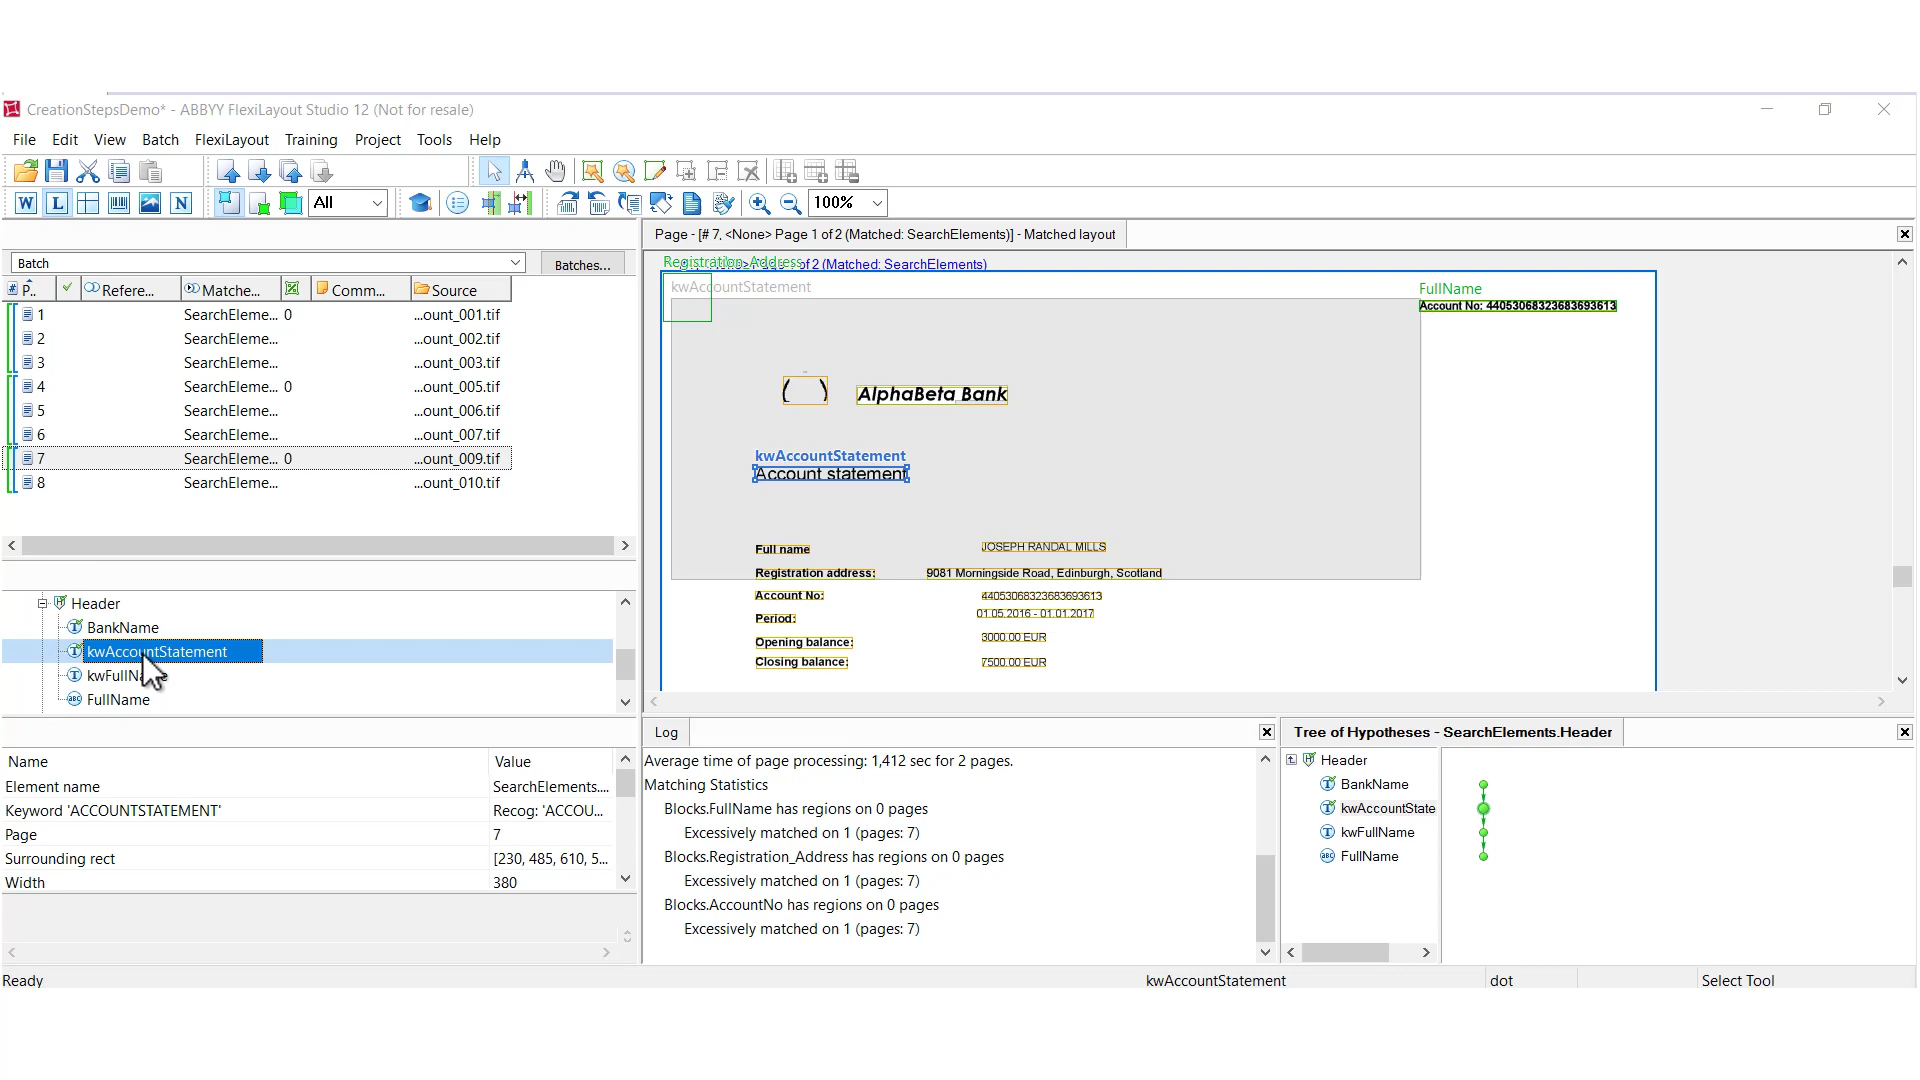 CreationStepsDemo* - ABBYY FlexiLayout Studio 12 (Not for resale)
File Edit View Batch FlexiLayout Training Project Tools Help
W L N All 100%
Page - [# 7, <None> Page 1 of 2 (Matched: SearchElements)] - Matched layout
Batch Batches...
# P.. Refere... Matche... Comm... Source
1 SearchEleme... 0 ...ount_001.tif
2 SearchEleme... ...ount_002.tif
3 SearchEleme... ...ount_003.tif
4 SearchEleme... 0 ...ount_005.tif
5 SearchEleme... ...ount_006.tif
6 SearchEleme... ...ount_007.tif
7 SearchEleme... 0 ...ount_009.tif
8 SearchEleme... ...ount_010.tif
Registration_Address of 2 (Matched: SearchElements)
kwAccountStatement
FullName
Account No: 44053068323683693613
( ) AlphaBeta Bank
kwAccountStatement
Account statement
Full name JOSEPH RANDAL MILLS
Registration address: 9081 Morningside Road, Edinburgh, Scotland
Account No: 44053068323683693613
Period: 01.05.2016 - 01.01.2017
Opening balance: 3000.00 EUR
Closing balance: 7500.00 EUR
Header
BankName
kwAccountStatement
FullName
Name Value
Element name SearchElements....
Keyword 'ACCOUNTSTATEMENT' Recog: 'ACCOU...
Page 7
Surrounding rect [230, 485, 610, 5...
Width 380
Log
Average time of page processing: 1,412 sec for 2 pages.
Matching Statistics
Blocks.FullName has regions on 0 pages
Excessively matched on 1 (pages: 7)
Blocks.Registration_Address has regions on 0 pages
Excessively matched on 1 (pages: 7)
Blocks.AccountNo has regions on 0 pages
Excessively matched on 1 (pages: 7)
Tree of Hypotheses - SearchElements.Header
Header
BankName
kwAccountState
kwFullName
FullName
Ready kwAccountStatement dot Select Tool